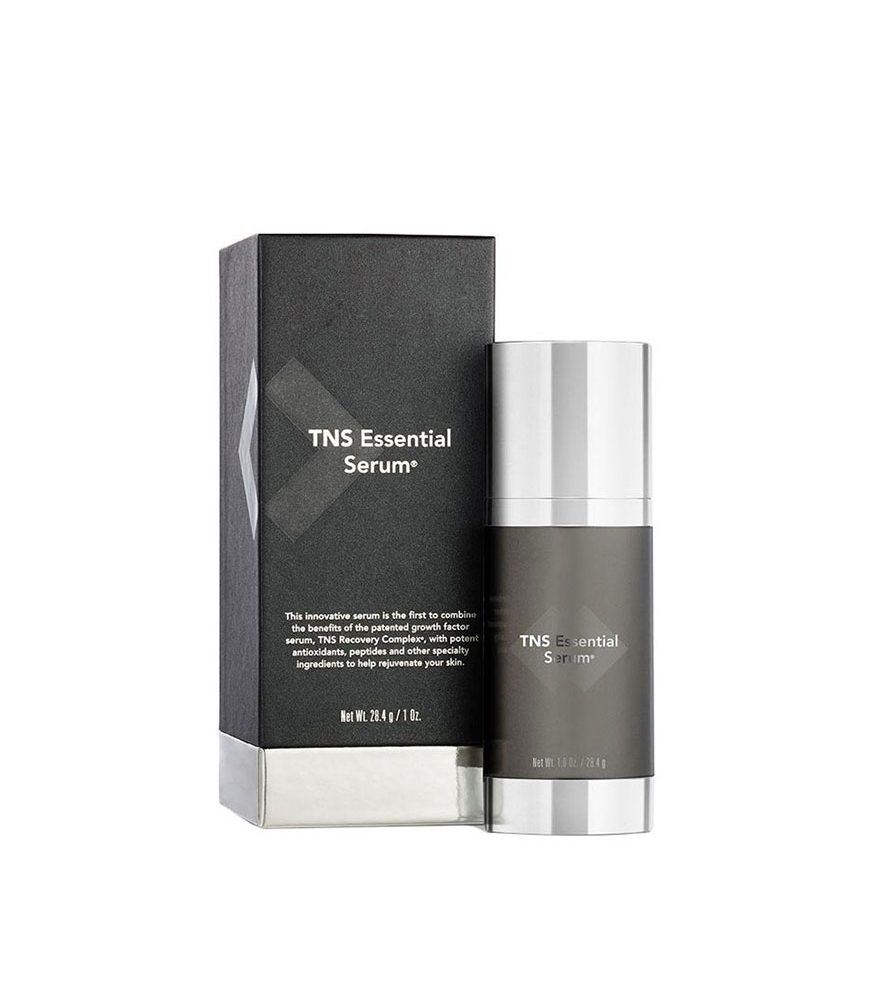 TNS Essential
Serum®
This innovative serum is the first to combine
the benefits of the patented growth factor
serum, TNS Recovery Complex®, with potent
antioxidants, peptides and other specialty
ingredients to help rejuvenate your skin.
Net Wt. 28.4 g / 1 Oz.
TNS Essential
Serum®
Net Wt. 1.0 Oz. / 28.4 g